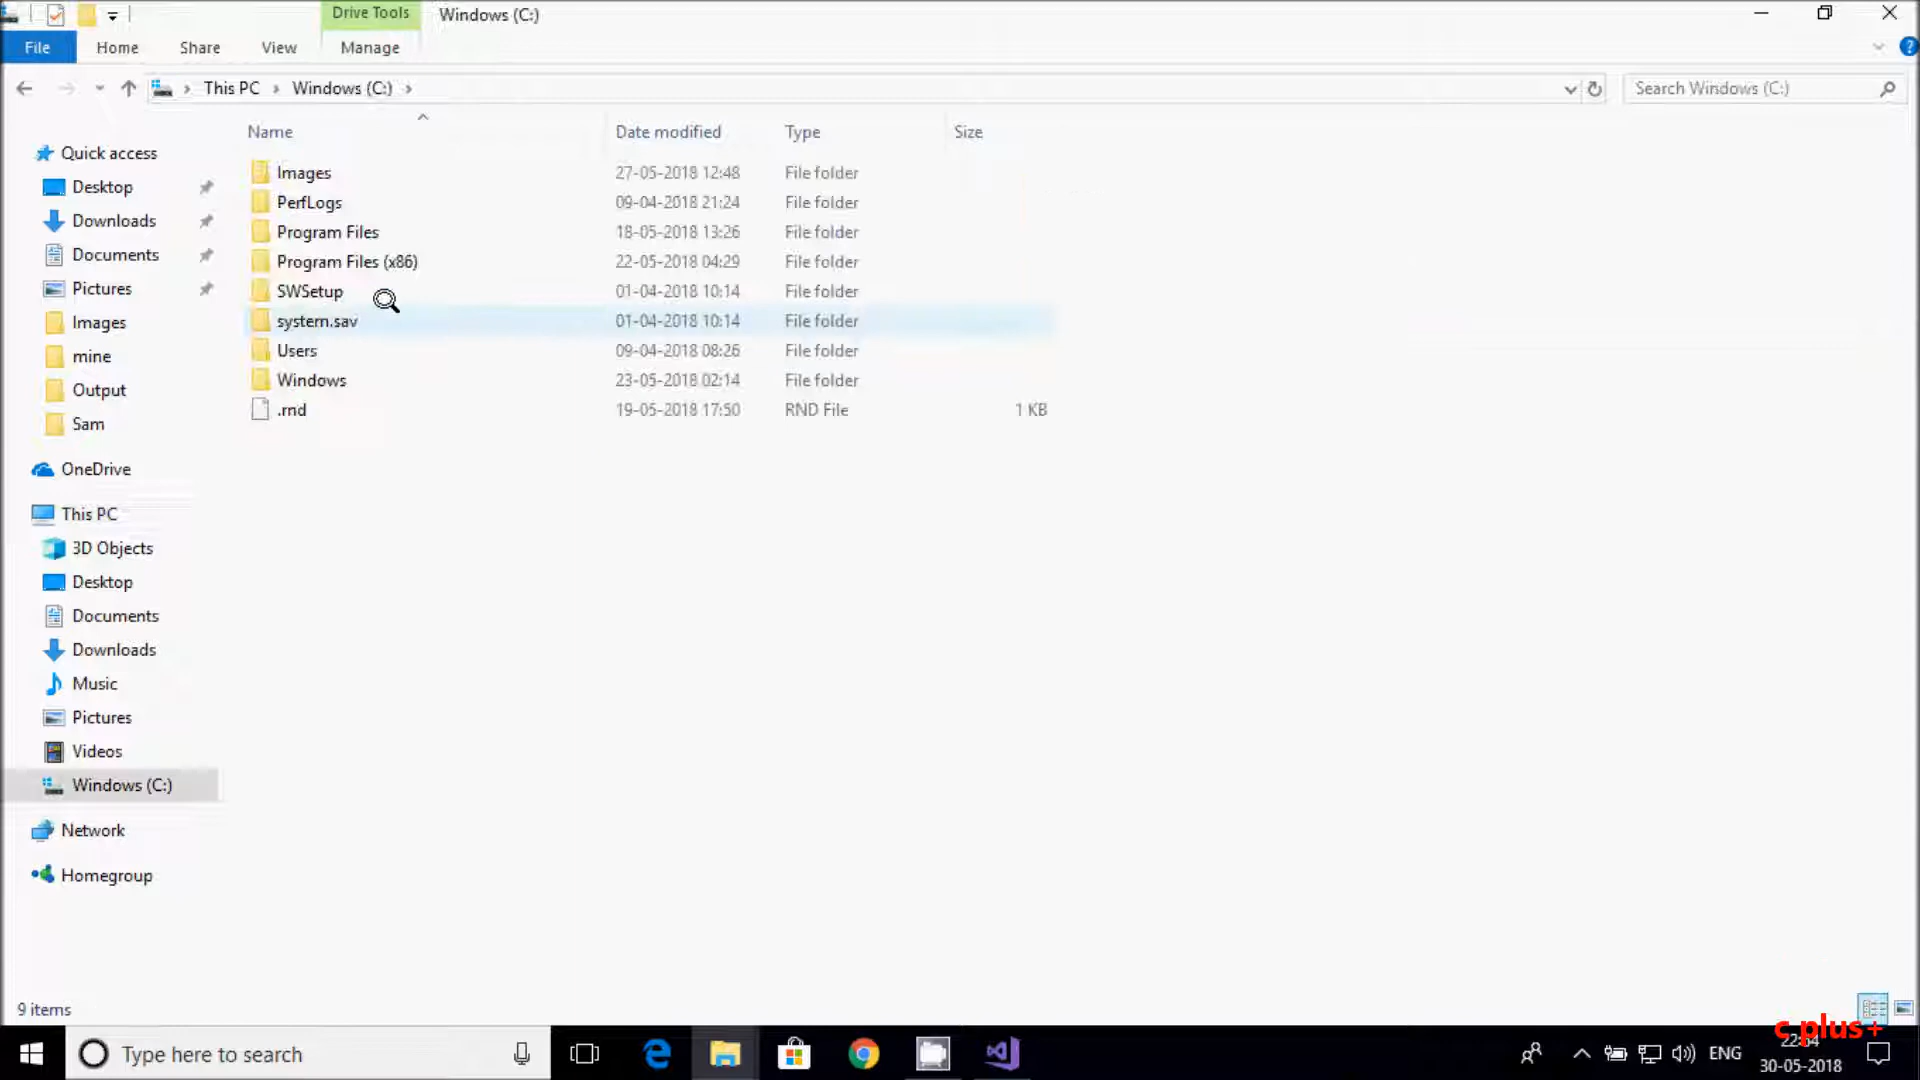 Drive Tools
Windows (C:)
File
Home
Share
View
Manage
This PC
Windows (C:)
Search Windows (C:)
Name
Date modified
Type
Size
Quick access
Desktop
Downloads
Documents
Pictures
Images
mine
Output
Sam
OneDrive
This PC
3D Objects
Desktop
Documents
Downloads
Music
Pictures
Videos
Windows (C:)
Network
Homegroup
Images 27-05-2018 12:48 File folder
PerfLogs 09-04-2018 21:24 File folder
Program Files 18-05-2018 13:26 File folder
Program Files (x86) 22-05-2018 04:29 File folder
SWSetup 01-04-2018 10:14 File folder
system.sav 01-04-2018 10:14 File folder
Users 09-04-2018 08:26 File folder
Windows 23-05-2018 02:14 File folder
.rnd 19-05-2018 17:50 RND File 1 KB
9 items
c plus+
Type here to search
ENG
30-05-2018